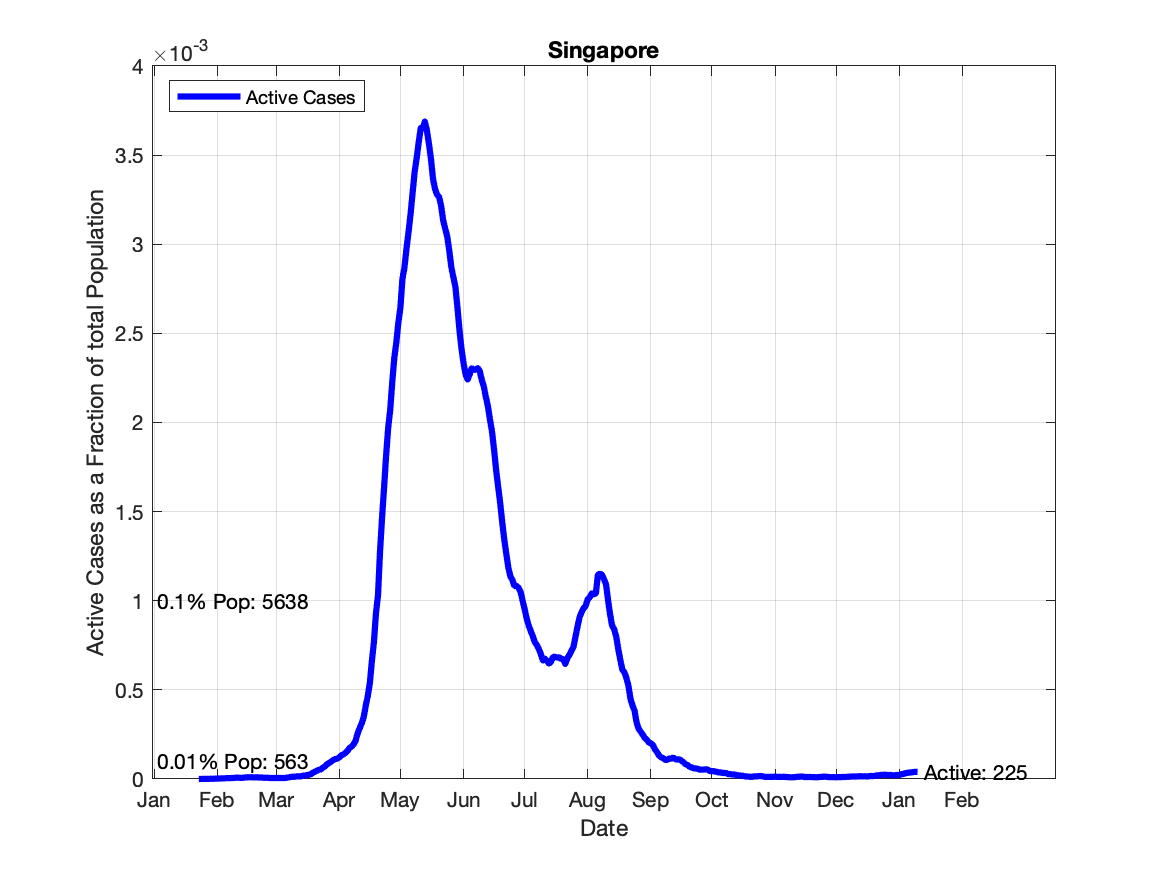 Singapore
×10-3
4
3.5
3
2.5
2
1.5
1
0.5
0
Active Cases as a Fraction of total Population
Active Cases
0.1% Pop: 5638
0.01% Pop: 563
Active: 225
Jan Feb Mar Apr May Jun Jul Aug Sep Oct Nov Dec Jan Feb
Date